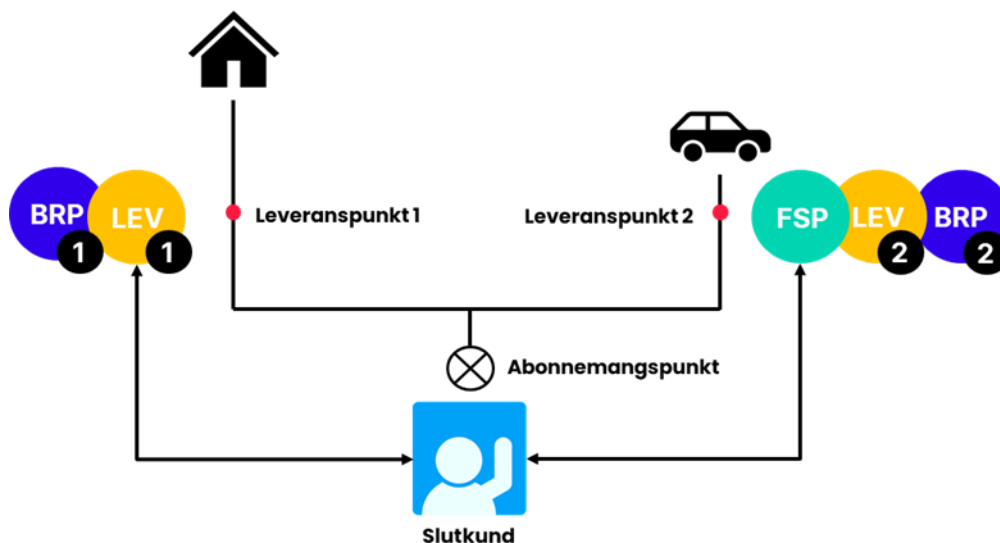 BRP
1
LEV
1
Leveranspunkt 1
Leveranspunkt 2
FSP
LEV
2
BRP
2
Abonnemangspunkt
Slutkund